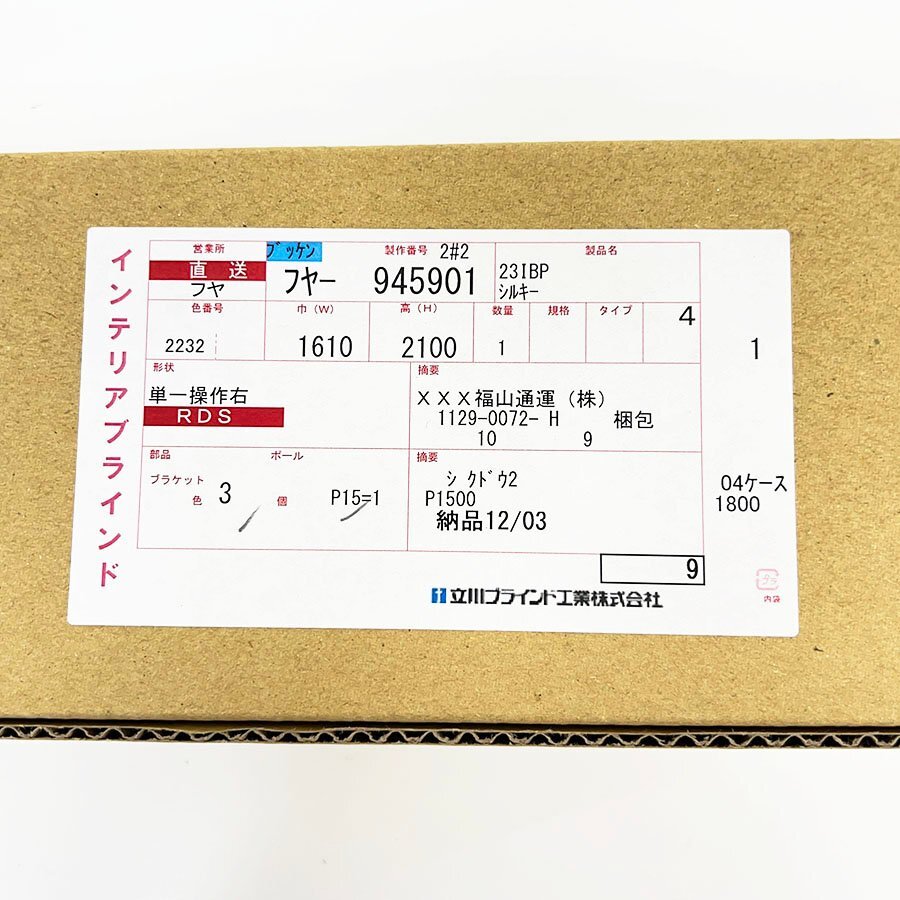 インテリアブラインド
営業所
直送
フヤ
ブッケン
フヤー
製作番号 2#2
945901
製品名
23IBP
シルキー
色番号
2232
巾(W)
1610
高(H)
2100
数量
1
規格
タイプ
4
1
形状
単一操作右
RDS
摘要
XXX福山通運(株)
1129-0072- H 梱包
10 9
部品 ポール
ブラケット
色 3 個 P15=1
摘要
シ クドウ2
P1500
納品12/03
04ケース
1800
9
立川ブラインド工業株式会社
プラ
内袋